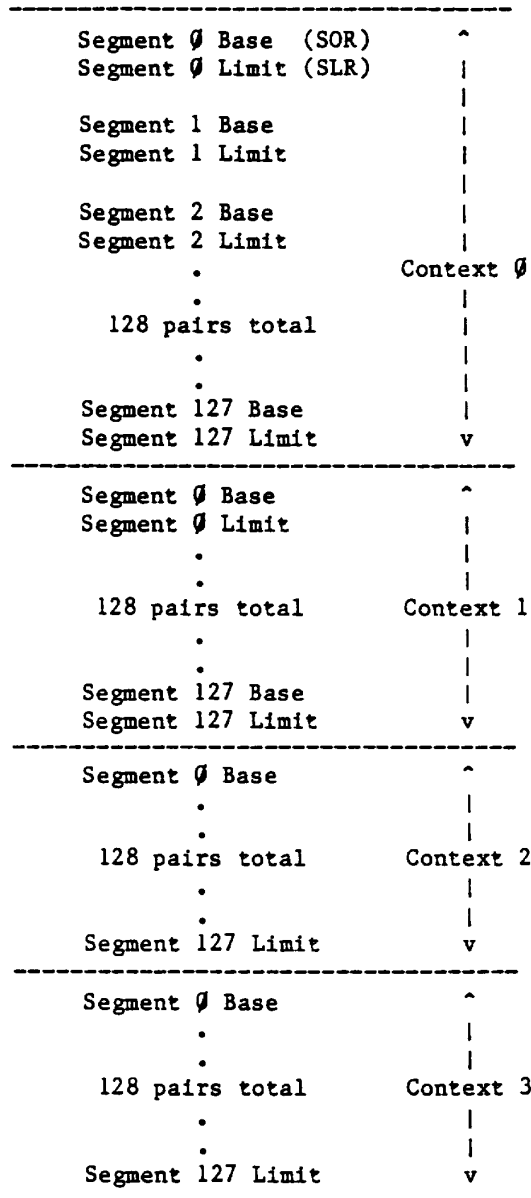 Segment Ø Base (SOR) ^
Segment Ø Limit (SLR) |
|
Segment 1 Base |
Segment 1 Limit |
|
Segment 2 Base |
Segment 2 Limit |
. Context Ø
. |
128 pairs total |
. |
. |
Segment 127 Base |
Segment 127 Limit v
Segment Ø Base ^
Segment Ø Limit |
. |
. |
128 pairs total Context 1
. |
. |
Segment 127 Base |
Segment 127 Limit v
Segment Ø Base ^
. |
. |
128 pairs total Context 2
. |
. |
Segment 127 Limit v
Segment Ø Base ^
. |
. |
128 pairs total Context 3
. |
. |
Segment 127 Limit v